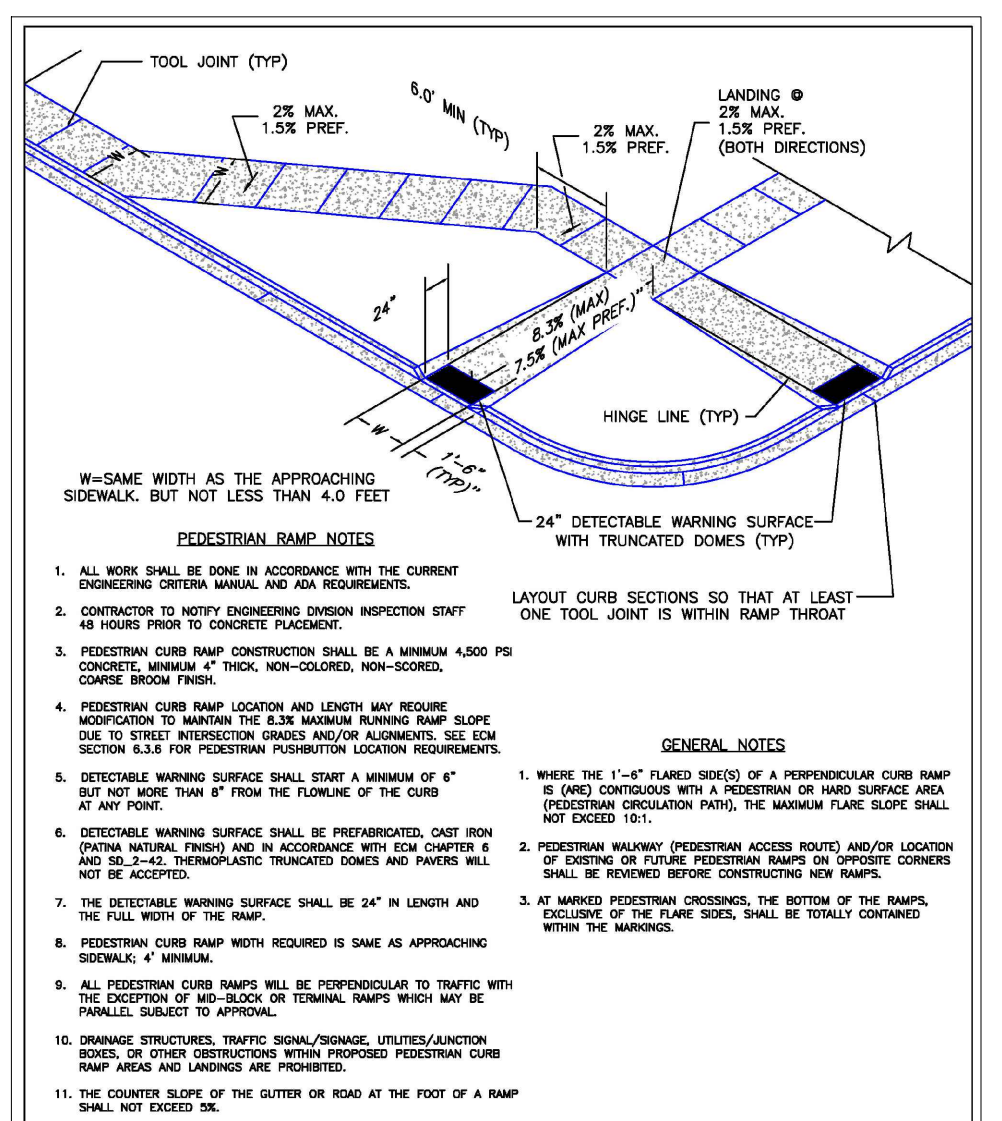 TOOL JOINT (TYP)
2% MAX.
1.5% PREF.
6.0' MIN (TYP)
2% MAX.
1.5% PREF.
LANDING @
2% MAX.
1.5% PREF.
(BOTH DIRECTIONS)
W
W
24"
8.3% (MAX)
7.5% (MAX PREF.)"
HINGE LINE (TYP)
W
1'-6"
(TYP)"
W=SAME WIDTH AS THE APPROACHING
SIDEWALK. BUT NOT LESS THAN 4.0 FEET
24" DETECTABLE WARNING SURFACE
WITH TRUNCATED DOMES (TYP)
LAYOUT CURB SECTIONS SO THAT AT LEAST
ONE TOOL JOINT IS WITHIN RAMP THROAT
PEDESTRIAN RAMP NOTES
1. ALL WORK SHALL BE DONE IN ACCORDANCE WITH THE CURRENT
ENGINEERING CRITERIA MANUAL AND ADA REQUIREMENTS.
2. CONTRACTOR TO NOTIFY ENGINEERING DIVISION INSPECTION STAFF
48 HOURS PRIOR TO CONCRETE PLACEMENT.
3. PEDESTRIAN CURB RAMP CONSTRUCTION SHALL BE A MINIMUM 4,500 PSI
CONCRETE, MINIMUM 4" THICK, NON-COLORED, NON-SCORED,
COARSE BROOM FINISH.
4. PEDESTRIAN CURB RAMP LOCATION AND LENGTH MAY REQUIRE
MODIFICATION TO MAINTAIN THE 8.3% MAXIMUM RUNNING RAMP SLOPE
DUE TO STREET INTERSECTION GRADES AND/OR ALIGNMENTS. SEE ECM
SECTION 6.3.6 FOR PEDESTRIAN PUSHBUTTON LOCATION REQUIREMENTS.
5. DETECTABLE WARNING SURFACE SHALL START A MINIMUM OF 6"
BUT NOT MORE THAN 8" FROM THE FLOWLINE OF THE CURB
AT ANY POINT.
6. DETECTABLE WARNING SURFACE SHALL BE PREFABRICATED, CAST IRON
(PATINA NATURAL FINISH) AND IN ACCORDANCE WITH ECM CHAPTER 6
AND SD_2-42. THERMOPLASTIC TRUNCATED DOMES AND PAVERS WILL
NOT BE ACCEPTED.
7. THE DETECTABLE WARNING SURFACE SHALL BE 24" IN LENGTH AND
THE FULL WIDTH OF THE RAMP.
8. PEDESTRIAN CURB RAMP WIDTH REQUIRED IS SAME AS APPROACHING
SIDEWALK; 4' MINIMUM.
9. ALL PEDESTRIAN CURB RAMPS WILL BE PERPENDICULAR TO TRAFFIC WITH
THE EXCEPTION OF MID-BLOCK OR TERMINAL RAMPS WHICH MAY BE
PARALLEL SUBJECT TO APPROVAL.
10. DRAINAGE STRUCTURES, TRAFFIC SIGNAL/SIGNAGE, UTILITIES/JUNCTION
BOXES, OR OTHER OBSTRUCTIONS WITHIN PROPOSED PEDESTRIAN CURB
RAMP AREAS AND LANDINGS ARE PROHIBITED.
11. THE COUNTER SLOPE OF THE GUTTER OR ROAD AT THE FOOT OF A RAMP
SHALL NOT EXCEED 5%.
GENERAL NOTES
1. WHERE THE 1'-6" FLARED SIDE(S) OF A PERPENDICULAR CURB RAMP
IS (ARE) CONTIGUOUS WITH A PEDESTRIAN OR HARD SURFACE AREA
(PEDESTRIAN CIRCULATION PATH), THE MAXIMUM FLARE SLOPE SHALL
NOT EXCEED 10:1.
2. PEDESTRIAN WALKWAY (PEDESTRIAN ACCESS ROUTE) AND/OR LOCATION
OF EXISTING OR FUTURE PEDESTRIAN RAMPS ON OPPOSITE CORNERS
SHALL BE REVIEWED BEFORE CONSTRUCTING NEW RAMPS.
3. AT MARKED PEDESTRIAN CROSSINGS, THE BOTTOM OF THE RAMPS,
EXCLUSIVE OF THE FLARE SIDES, SHALL BE TOTALLY CONTAINED
WITHIN THE MARKINGS.